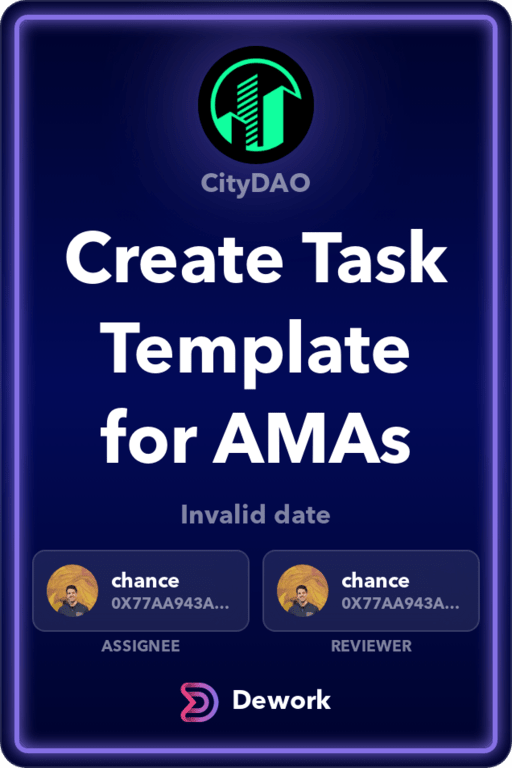 CityDAO
Create Task
Template
for AMAs
Invalid date
chance
0X77AA943A...
ASSIGNEE
chance
0X77AA943A...
REVIEWER
Dework